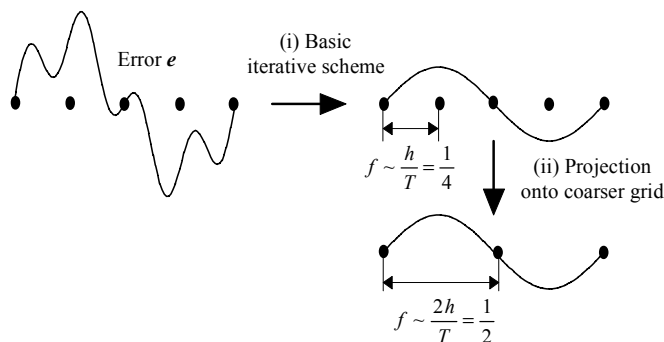 Error e
(i) Basic
iterative scheme
f ~ h/T = 1/4
(ii) Projection
onto coarser grid
f ~ 2h/T = 1/2